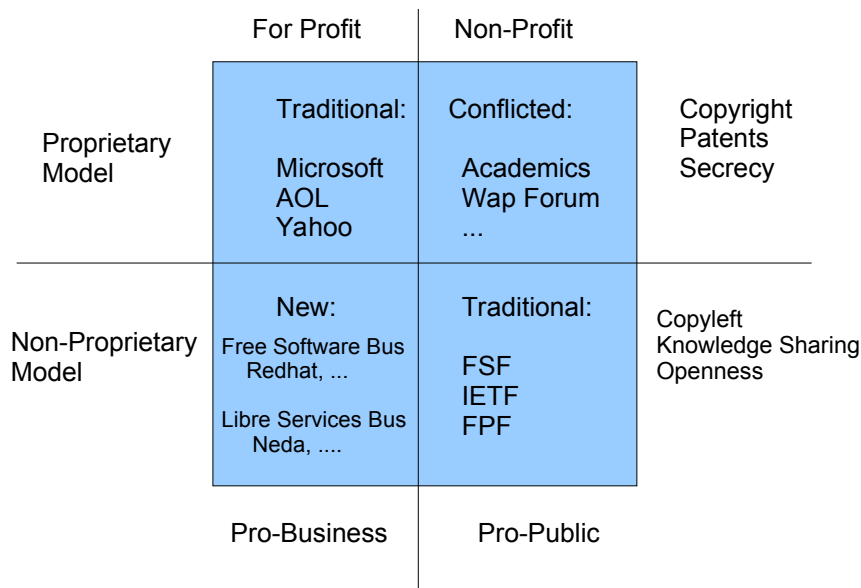 For Profit
Non-Profit
Proprietary
Model
Traditional:
Microsoft
AOL
Yahoo
Conflicted:
Academics
Wap Forum
...
Copyright
Patents
Secrecy
Non-Proprietary
Model
New:
Free Software Bus
Redhat, ...
Libre Services Bus
Neda, ....
Traditional:
FSF
IETF
FPF
Copyleft
Knowledge Sharing
Openness
Pro-Business
Pro-Public